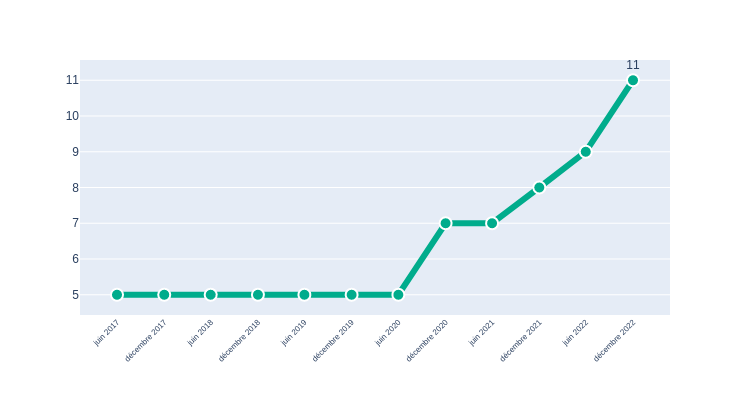 11
11
10
9
8
7
6
5
juin 2017
décembre 2017
juin 2018
décembre 2018
juin 2019
décembre 2019
juin 2020
décembre 2020
juin 2021
décembre 2021
juin 2022
décembre 2022